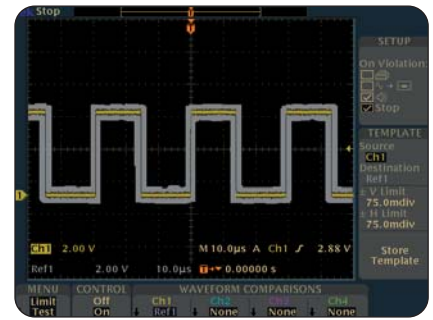 Stop
SETUP
On Violation:
Stop
TEMPLATE
Source
Ch1
Destination
Ref1
± V Limit
75.0mdiv
± H Limit
75.0mdiv
Store
Template
1
Ch1 2.00 V M 10.0µs A Ch1 2.88 V
Ref1 2.00 V 10.0µs 0.00000 s
MENU CONTROL WAVEFORM COMPARISONS
Limit Off Ch1 Ch2 Ch3 Ch4
Test On Ref1 None None None